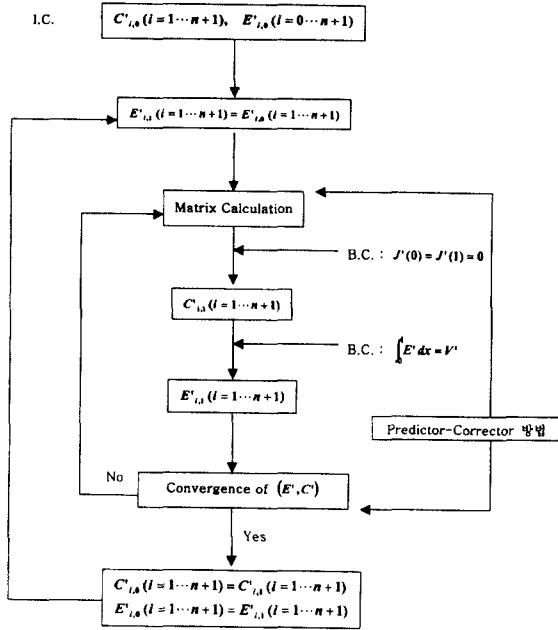 I.C.
C'i,0 (i = 1⋯n+1),   E'i,0 (i = 0⋯n+1)
E'i,1 (i = 1⋯n+1) = E'i,0 (i = 1⋯n+1)
Matrix Calculation
B.C. : J'(0) = J'(1) = 0
C'i,1 (i = 1⋯n+1)
B.C. : ∫₀¹ E' dx = V'
E'i,1 (i = 1⋯n+1)
Predictor-Corrector 방법
No
Convergence of (E', C')
Yes
C'i,0 (i = 1⋯n+1) = C'i,1 (i = 1⋯n+1)
E'i,0 (i = 1⋯n+1) = E'i,1 (i = 1⋯n+1)